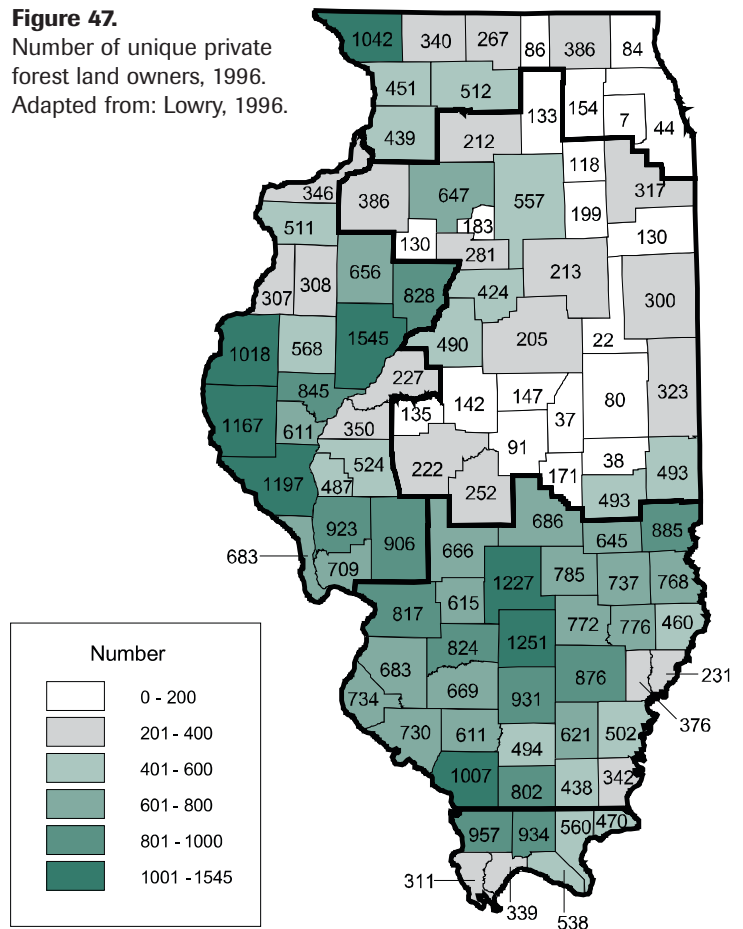 Figure 47.
Number of unique private
forest land owners, 1996.
Adapted from: Lowry, 1996.
1042 340 267 86 386 84
451 512 133 154 7 44
439 212 118
346 386 647 557 199 317
511 130 183 130
656 281 213
307 308 828 424 300
1018 568 1545 490 205 22
845 227 147 323
1167 611 350 135 142 37 80
524 91 38
1197 487 222 252 171 493 493
923 906 686
683 709 666 645 885
1227 785 737 768
817 615
1251 772 776 460
824
683 669 931 876 231
734 376
730 611 494 621 502
1007 802 438 342
957 934 560 470
311 339 538
Number
0 - 200
201 - 400
401 - 600
601 - 800
801 - 1000
1001 - 1545